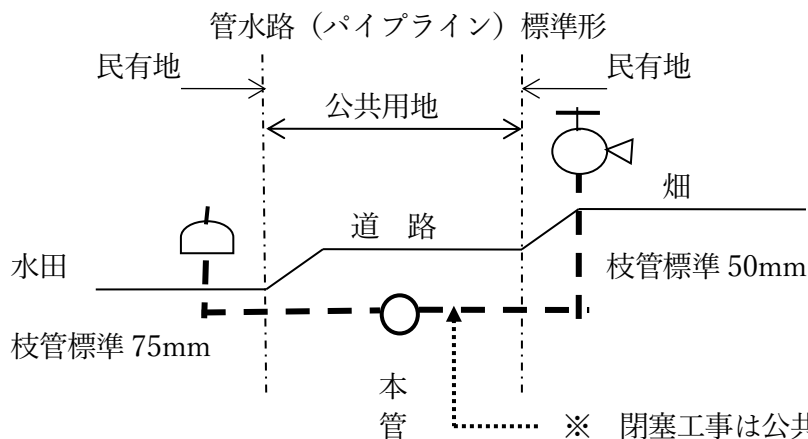 管水路（パイプライン）標準形
民有地
民有地
公共用地
畑
道　路
水田
枝管標準 50mm
枝管標準 75mm
本
管
※　閉塞工事は公共